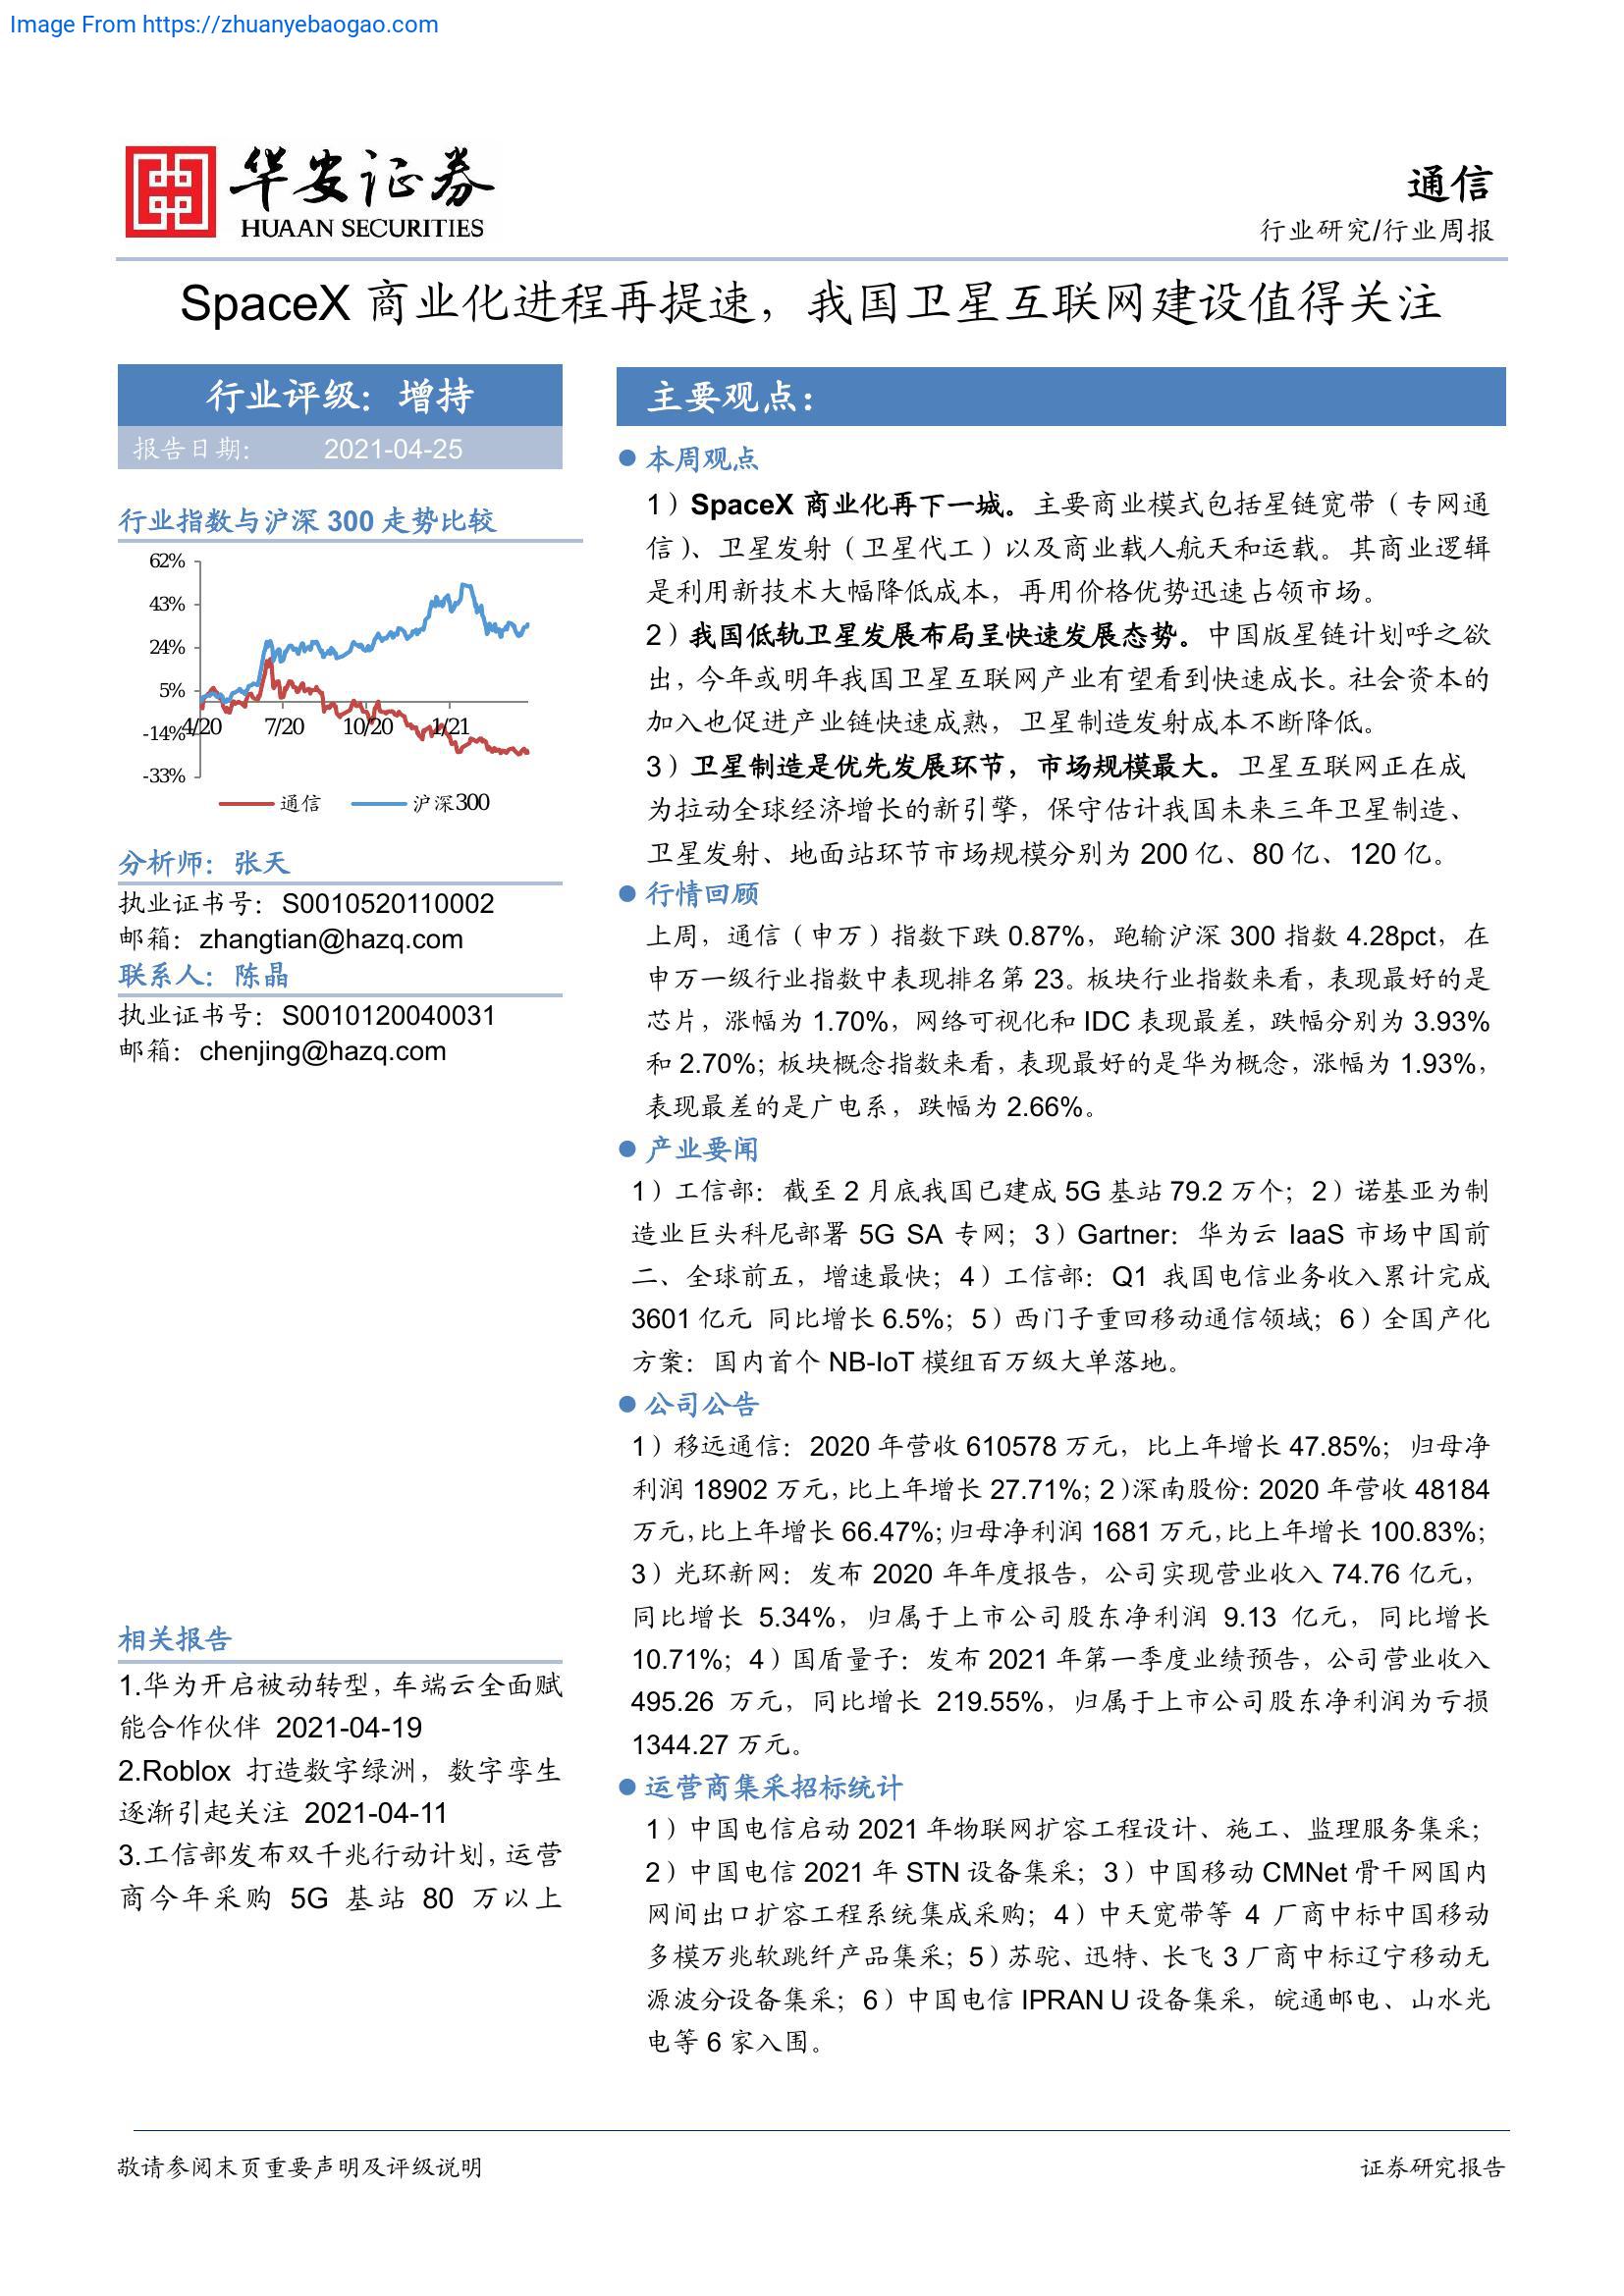 Image From https://zhuanyebaogao.com
华安证券
HUAAN SECURITIES
通信
行业研究/行业周报
SpaceX 商业化进程再提速，我国卫星互联网建设值得关注
行业评级：增持
报告日期： 2021-04-25
行业指数与沪深 300 走势比较
62%
43%
24%
5%
-14%
-33%
4/20 7/20 10/20 1/21
通信 沪深300
分析师：张天
执业证书号：S0010520110002
邮箱：zhangtian@hazq.com
联系人：陈晶
执业证书号：S0010120040031
邮箱：chenjing@hazq.com
相关报告
1.华为开启被动转型，车端云全面赋
能合作伙伴 2021-04-19
2.Roblox 打造数字绿洲，数字孪生
逐渐引起关注 2021-04-11
3.工信部发布双千兆行动计划，运营
商今年采购 5G 基站 80 万以上
主要观点：
本周观点
1）SpaceX 商业化再下一城。主要商业模式包括星链宽带（专网通
信）、卫星发射（卫星代工）以及商业载人航天和运载。其商业逻辑
是利用新技术大幅降低成本，再用价格优势迅速占领市场。
2）我国低轨卫星发展布局呈快速发展态势。中国版星链计划呼之欲
出，今年或明年我国卫星互联网产业有望看到快速成长。社会资本的
加入也促进产业链快速成熟，卫星制造发射成本不断降低。
3）卫星制造是优先发展环节，市场规模最大。卫星互联网正在成
为拉动全球经济增长的新引擎，保守估计我国未来三年卫星制造、
卫星发射、地面站环节市场规模分别为 200 亿、80 亿、120 亿。
行情回顾
上周，通信（申万）指数下跌 0.87%，跑输沪深 300 指数 4.28pct，在
申万一级行业指数中表现排名第 23。板块行业指数来看，表现最好的是
芯片，涨幅为 1.70%，网络可视化和 IDC 表现最差，跌幅分别为 3.93%
和 2.70%；板块概念指数来看，表现最好的是华为概念，涨幅为 1.93%，
表现最差的是广电系，跌幅为 2.66%。
产业要闻
1）工信部：截至 2 月底我国已建成 5G 基站 79.2 万个；2）诺基亚为制
造业巨头科尼部署 5G SA 专网；3）Gartner：华为云 IaaS 市场中国前
二、全球前五，增速最快；4）工信部：Q1 我国电信业务收入累计完成
3601 亿元 同比增长 6.5%；5）西门子重回移动通信领域；6）全国产化
方案：国内首个 NB-IoT 模组百万级大单落地。
公司公告
1）移远通信：2020 年营收 610578 万元，比上年增长 47.85%；归母净
利润 18902 万元，比上年增长 27.71%；2）深南股份：2020 年营收 48184
万元，比上年增长 66.47%；归母净利润 1681 万元，比上年增长 100.83%；
3）光环新网：发布 2020 年年度报告，公司实现营业收入 74.76 亿元，
同比增长 5.34%，归属于上市公司股东净利润 9.13 亿元，同比增长
10.71%；4）国盾量子：发布 2021 年第一季度业绩预告，公司营业收入
495.26 万元，同比增长 219.55%，归属于上市公司股东净利润为亏损
1344.27 万元。
运营商集采招标统计
1）中国电信启动 2021 年物联网扩容工程设计、施工、监理服务集采；
2）中国电信 2021 年 STN 设备集采；3）中国移动 CMNet 骨干网国内
网间出口扩容工程系统集成采购；4）中天宽带等 4 厂商中标中国移动
多模万兆软跳纤产品集采；5）苏驼、迅特、长飞 3 厂商中标辽宁移动无
源波分设备集采；6）中国电信 IPRAN U 设备集采，皖通邮电、山水光
电等 6 家入围。
敬请参阅末页重要声明及评级说明
证券研究报告